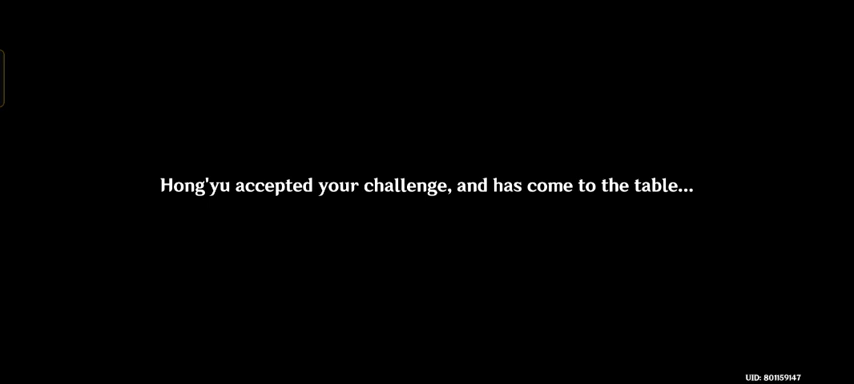 Hong'yu accepted your challenge, and has come to the table...
UID: 801159147